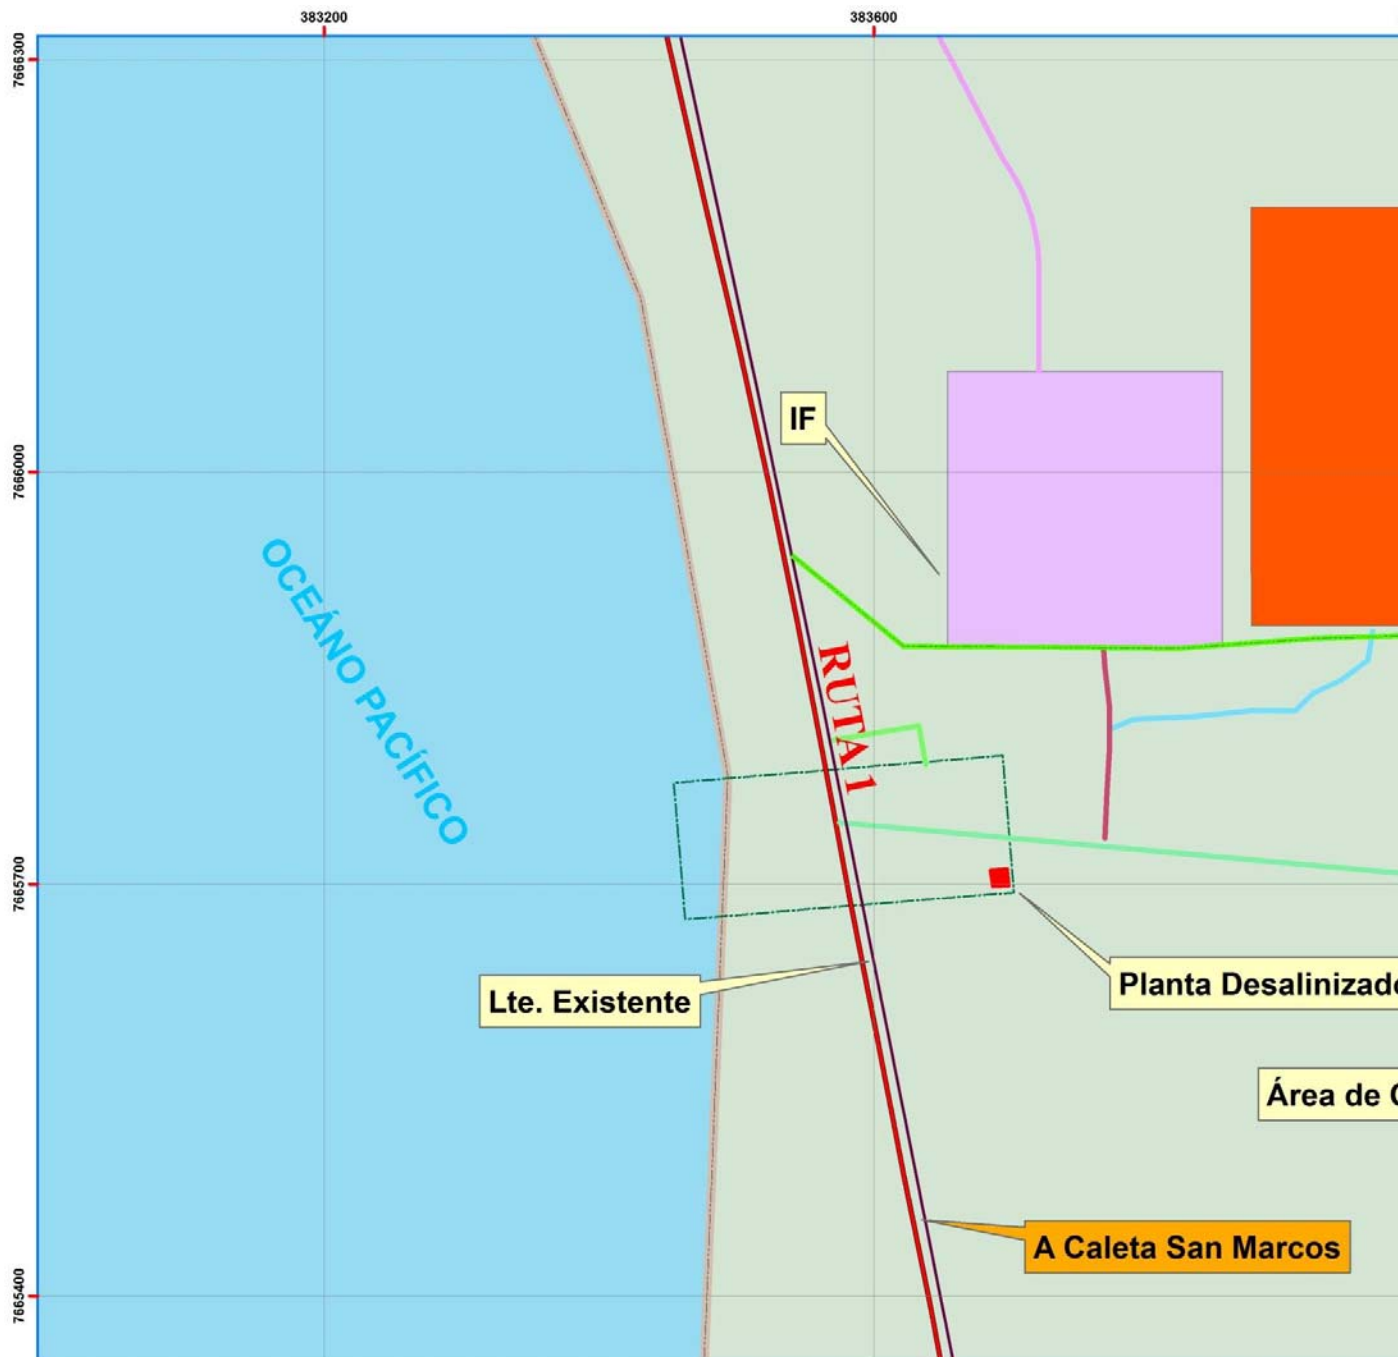 383200
383600
7666300
IF
7666000
OCEÁNO PACÍFICO
RUTA 1
7665700
Planta Desalinizado
Lte. Existente
Área de
A Caleta San Marcos
7665400